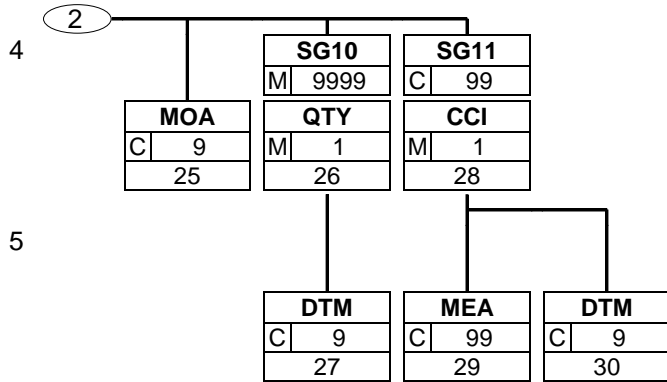 2
4
SG10 SG11
M 9999 C 99
MOA QTY CCI
C 9 M 1 M 1
25 26 28
5
DTM MEA DTM
C 9 C 99 C 9
27 29 30